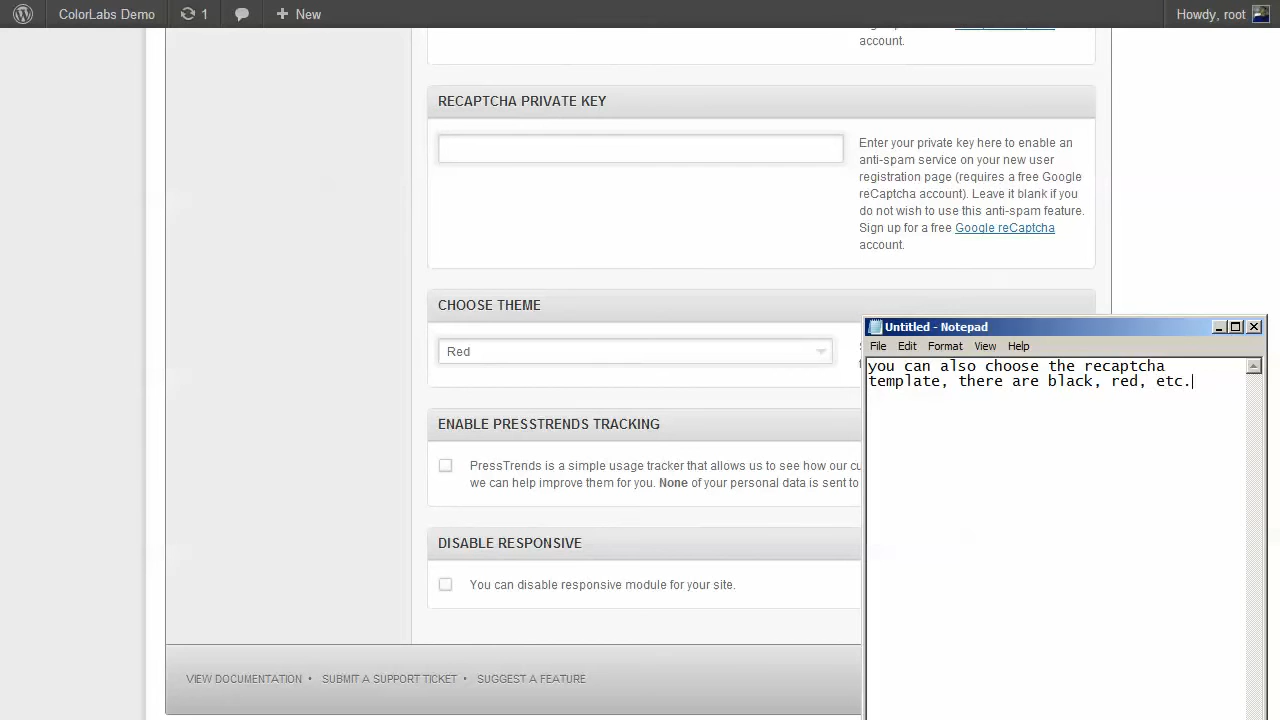 ColorLabs Demo 1 New Howdy, root
account.
RECAPTCHA PRIVATE KEY
Enter your private key here to enable an
anti-spam service on your new user
registration page (requires a free Google
reCaptcha account). Leave it blank if you
do not wish to use this anti-spam feature.
Sign up for a free Google reCaptcha
account.
CHOOSE THEME
Red
ENABLE PRESSTRENDS TRACKING
PressTrends is a simple usage tracker that allows us to see how our
we can help improve them for you. None of your personal data is sent to
DISABLE RESPONSIVE
You can disable responsive module for your site.
VIEW DOCUMENTATION • SUBMIT A SUPPORT TICKET • SUGGEST A FEATURE
Untitled - Notepad
File Edit Format View Help
you can also choose the recaptcha
template, there are black, red, etc.